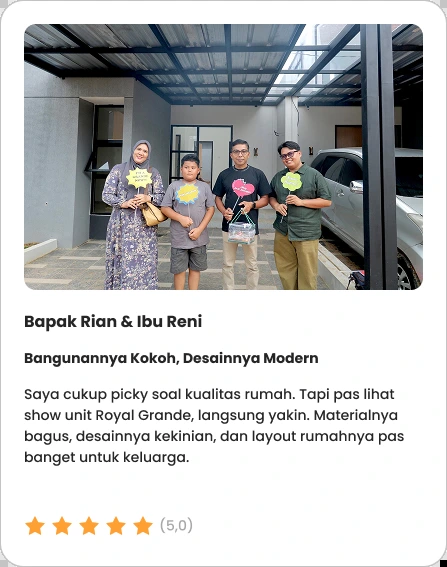 Bapak Rian & Ibu Reni
Bangunannya Kokoh, Desainnya Modern
Saya cukup picky soal kualitas rumah. Tapi pas lihat
show unit Royal Grande, langsung yakin. Materialnya
bagus, desainnya kekinian, dan layout rumahnya pas
banget untuk keluarga.
(5,0)